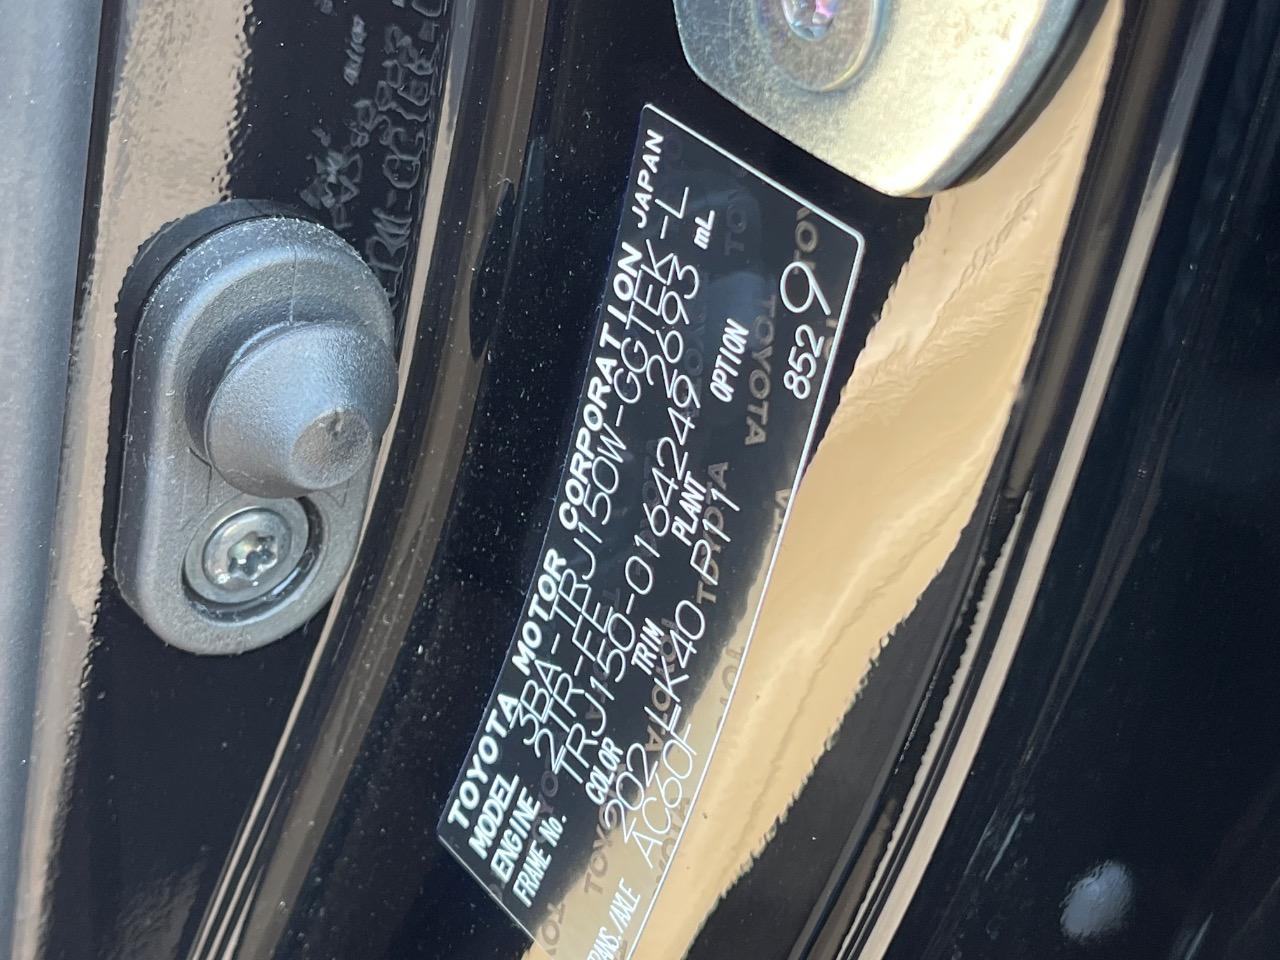 TOYOTA MOTOR CORPORATION JAPAN
MODEL 3BA-TRJ150W-GGTEK-L
ENGINE 2TR-FE 2693 mL
FRAME No. TRJ150-0164249
COLOR TRIM PLANT OPTION
202 LK40 P11
TRANS./AXLE AC60F 8529